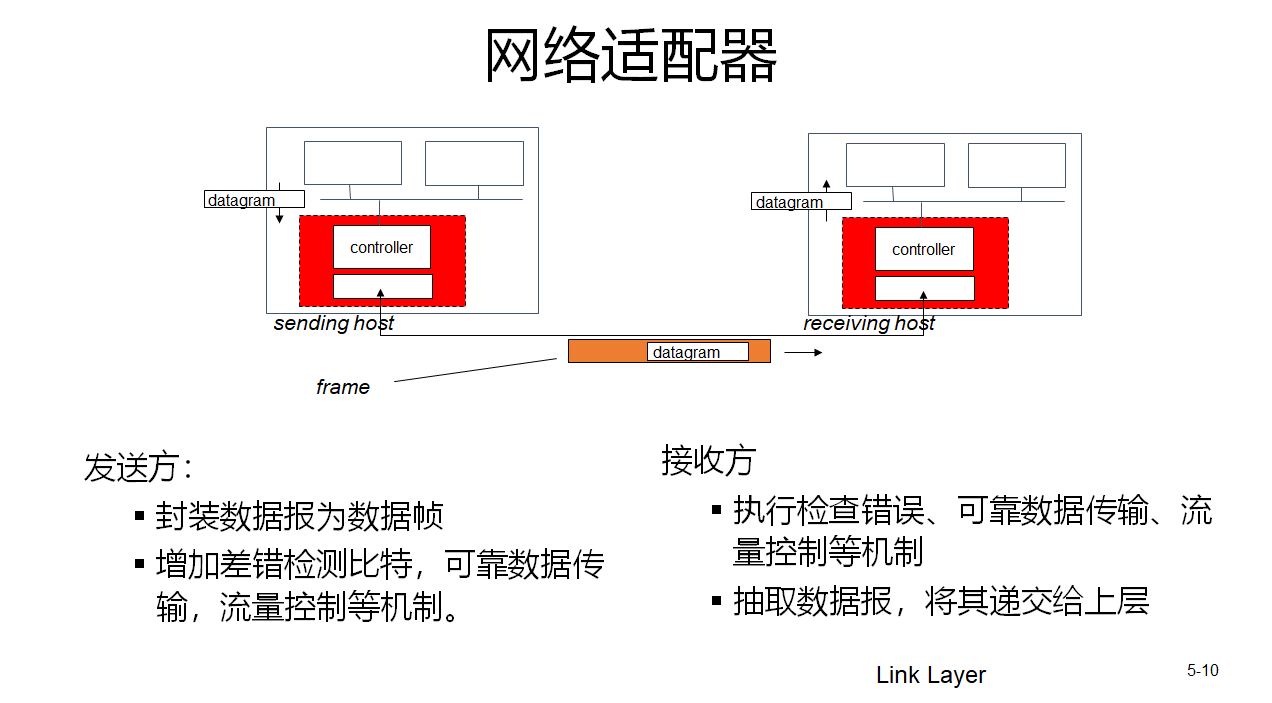 网络适配器
datagram
controller
sending host
datagram
controller
receiving host
datagram
frame
发送方：
▪ 封装数据报为数据帧
▪ 增加差错检测比特，可靠数据传
输，流量控制等机制。
接收方
▪ 执行检查错误、可靠数据传输、流
量控制等机制
▪ 抽取数据报，将其递交给上层
Link Layer
5-10